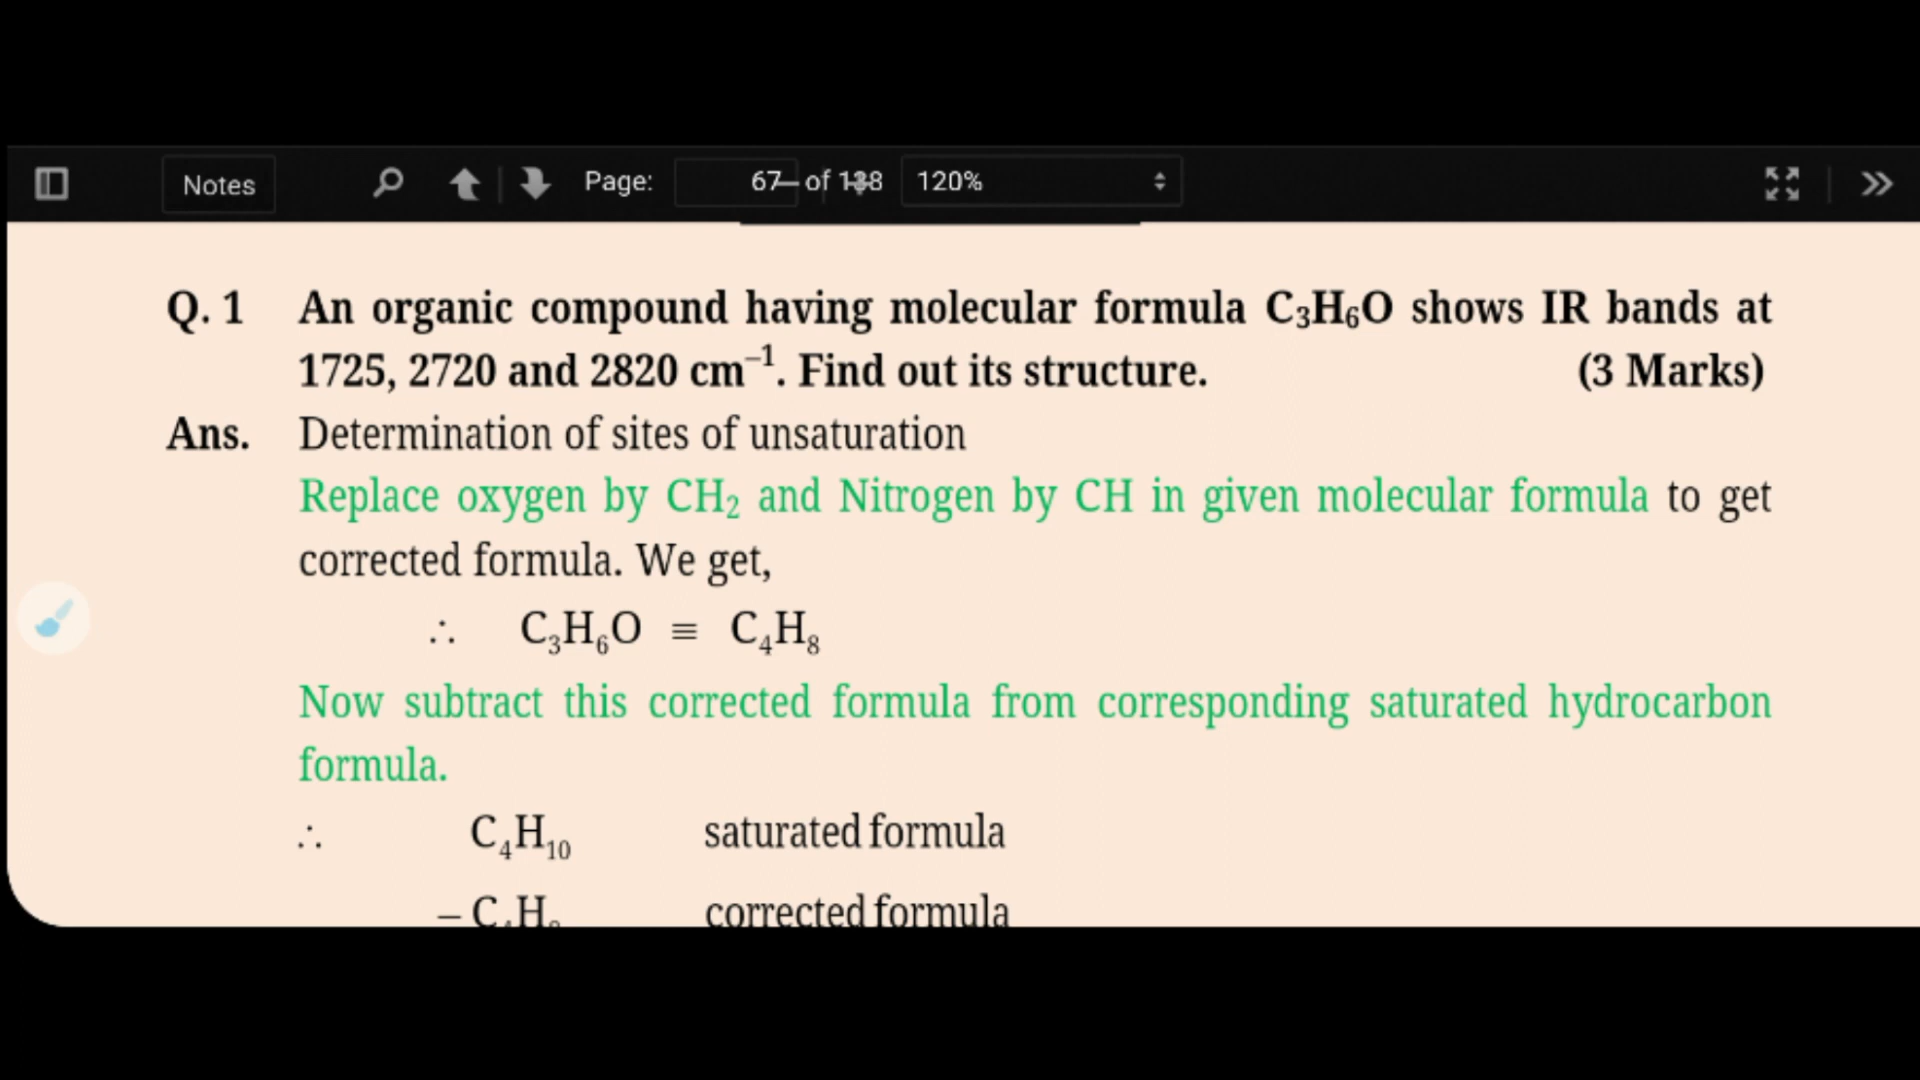 Notes Page: 67 of 138 120%
Q. 1 An organic compound having molecular formula C₃H₆O shows IR bands at
1725, 2720 and 2820 cm⁻¹. Find out its structure. (3 Marks)
Ans. Determination of sites of unsaturation
Replace oxygen by CH₂ and Nitrogen by CH in given molecular formula to get
corrected formula. We get,
∴ C₃H₆O ≡ C₄H₈
Now subtract this corrected formula from corresponding saturated hydrocarbon
formula.
∴ C₄H₁₀ saturated formula
– C₄H₈ corrected formula